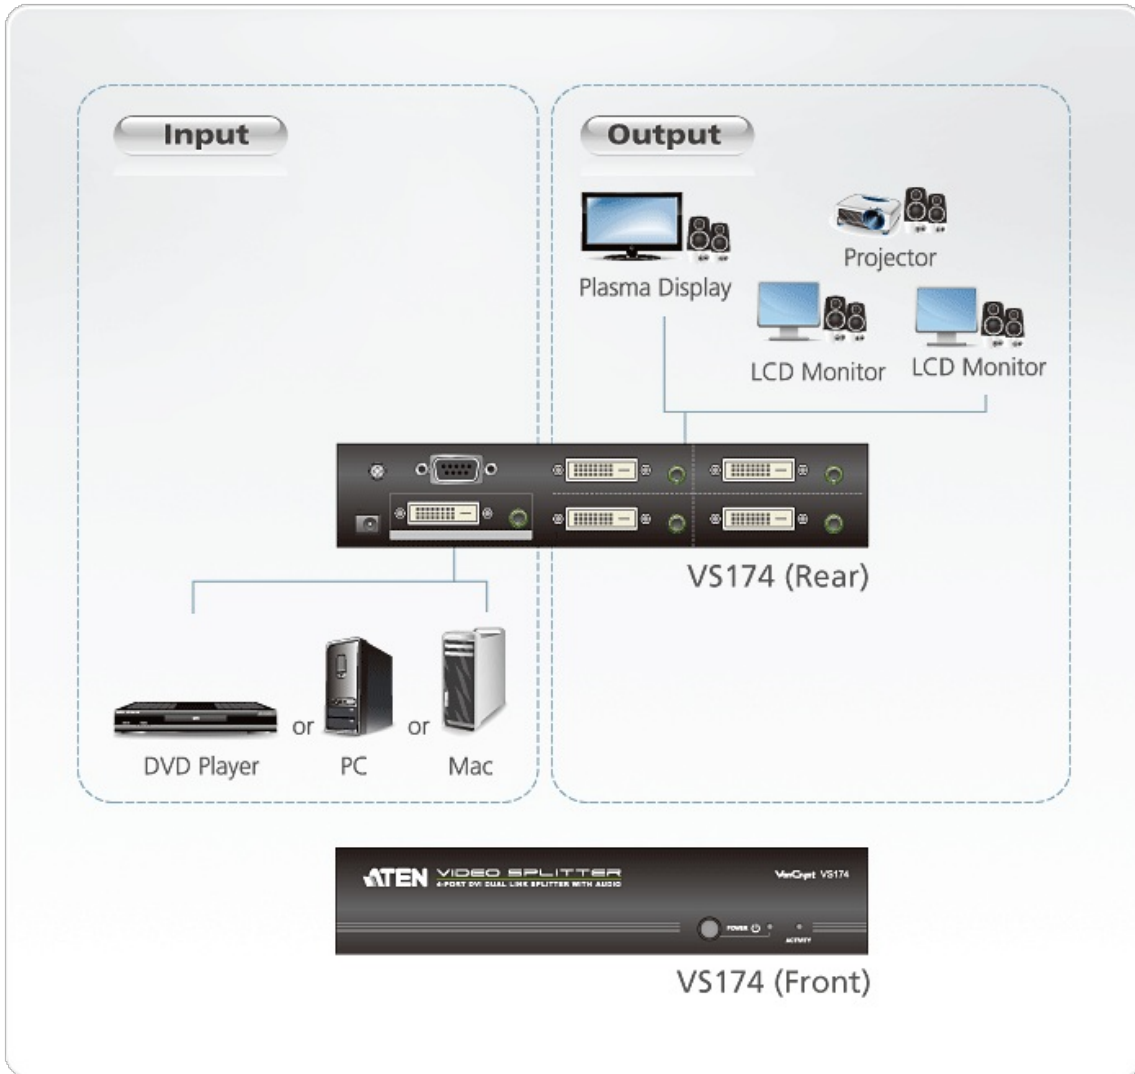 Input
Output
Plasma Display
Projector
LCD Monitor
LCD Monitor
VS174 (Rear)
DVD Player
or
PC
or
Mac
ATEN VIDEO SPLITTER
4-PORT DVI DUAL LINK SPLITTER WITH AUDIO
VanCryst VS174
POWER
ACTIVITY
VS174 (Front)